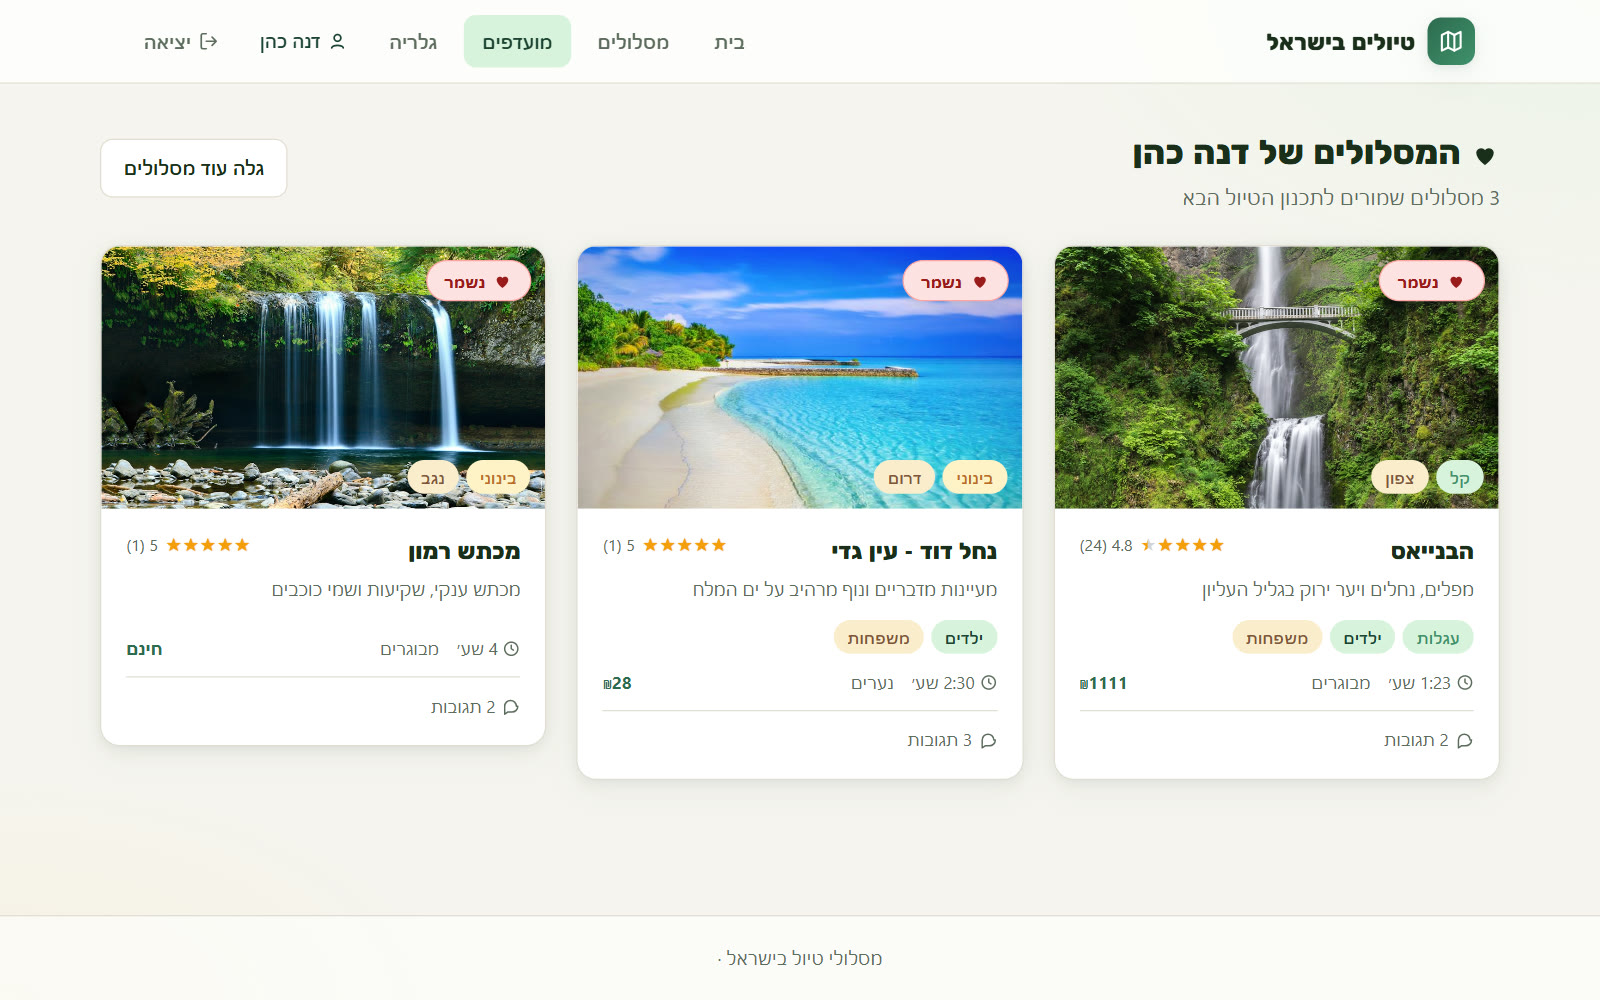 טיולים בישראל
בית
מסלולים
מועדפים
גלריה
דנה כהן
יציאה
המסלולים של דנה כהן
3 מסלולים שמורים לתכנון הטיול הבא
גלה עוד מסלולים
נשמר
קל
צפון
הבנייאס
4.8 (24)
מפלים, נחלים ויער ירוק בגליל העליון
עגלות
ילדים
משפחות
1:23 שע׳
מבוגרים
₪1111
2 תגובות
נשמר
בינוני
דרום
נחל דוד - עין גדי
5 (1)
מעיינות מדבריים ונוף מרהיב על ים המלח
ילדים
משפחות
2:30 שע׳
נערים
₪28
3 תגובות
נשמר
בינוני
נגב
מכתש רמון
5 (1)
מכתש ענקי, שקיעות ושמי כוכבים
4 שע׳
מבוגרים
חינם
2 תגובות
מסלולי טיול בישראל ·